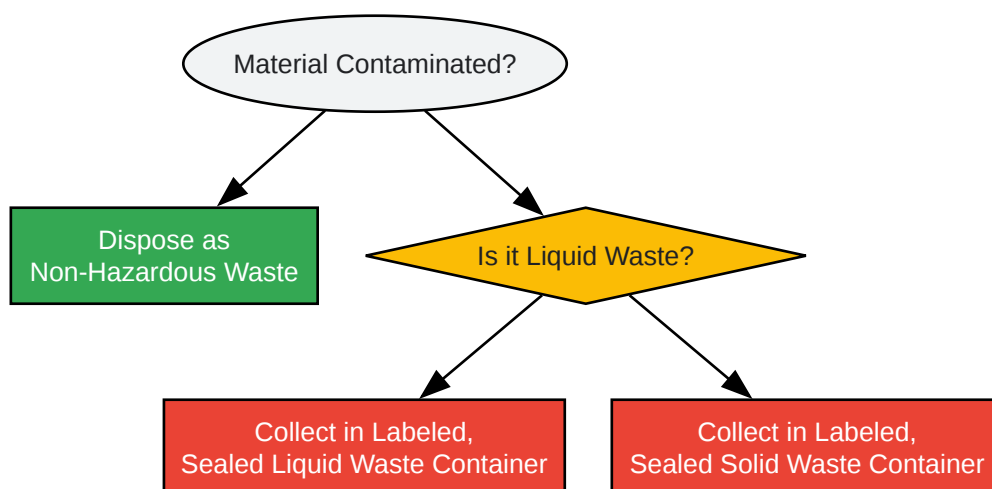 Material Contaminated?
Dispose as
Non-Hazardous Waste
Is it Liquid Waste?
Collect in Labeled,
Sealed Liquid Waste Container
Collect in Labeled,
Sealed Solid Waste Container